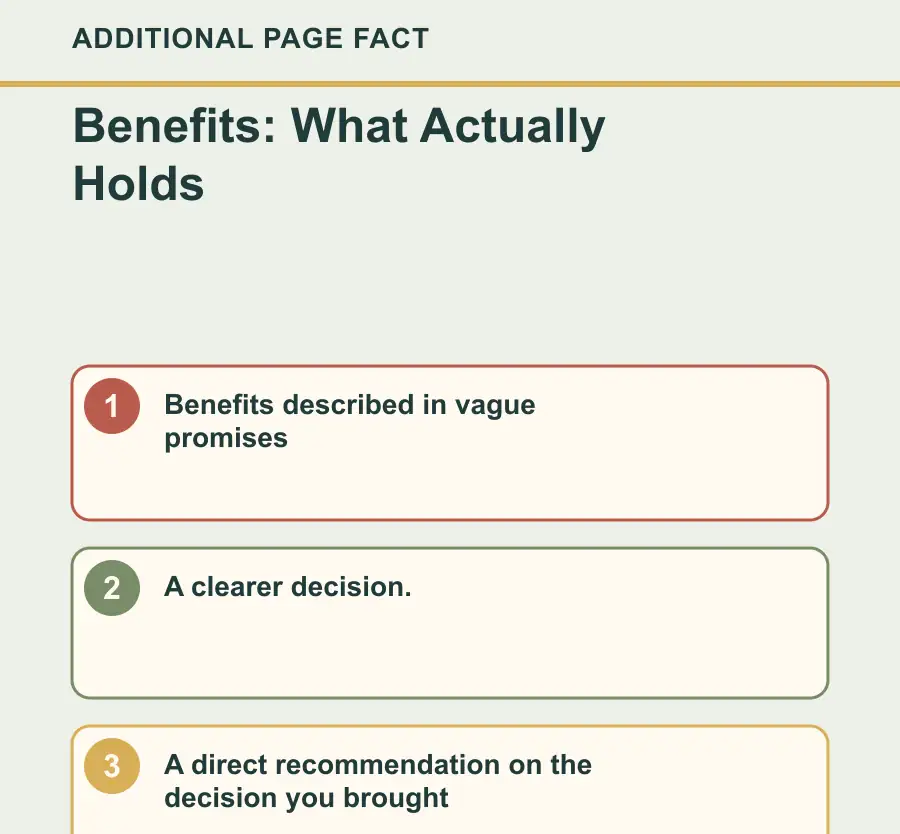 ADDITIONAL PAGE FACT
Benefits: What Actually
Holds
1
Benefits described in vague
promises
2
A clearer decision.
3
A direct recommendation on the
decision you brought